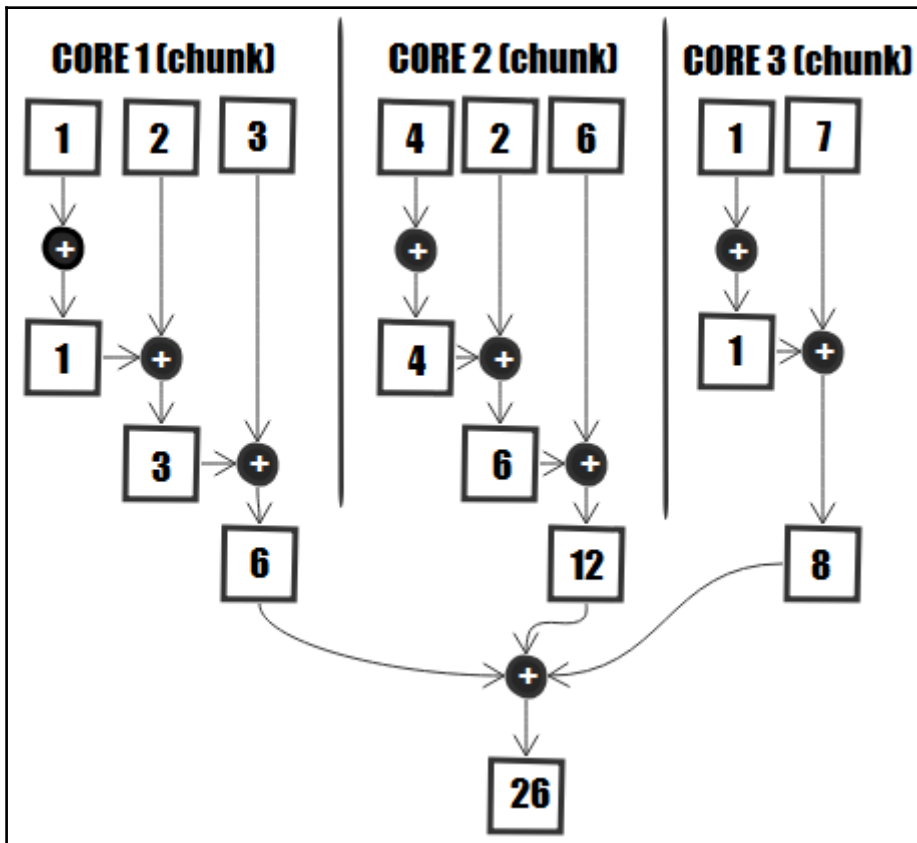 CORE 1 (chunk) CORE 2 (chunk) CORE 3 (chunk)
1 2 3 4 2 6 1 7
+ + +
1 + 4 + 1 +
3 + 6 +
6 12 8
+
26